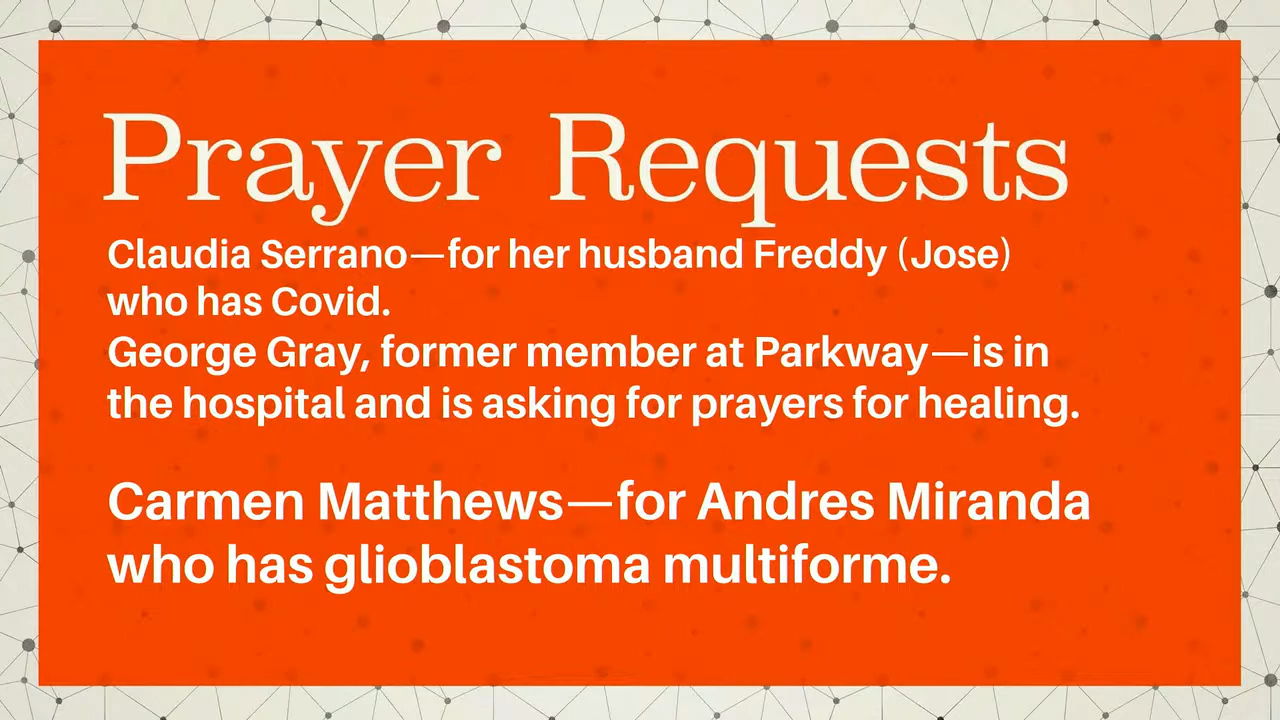 Prayer Requests
Claudia Serrano—for her husband Freddy (Jose)
who has Covid.
George Gray, former member at Parkway—is in
the hospital and is asking for prayers for healing.
Carmen Matthews—for Andres Miranda
who has glioblastoma multiforme.